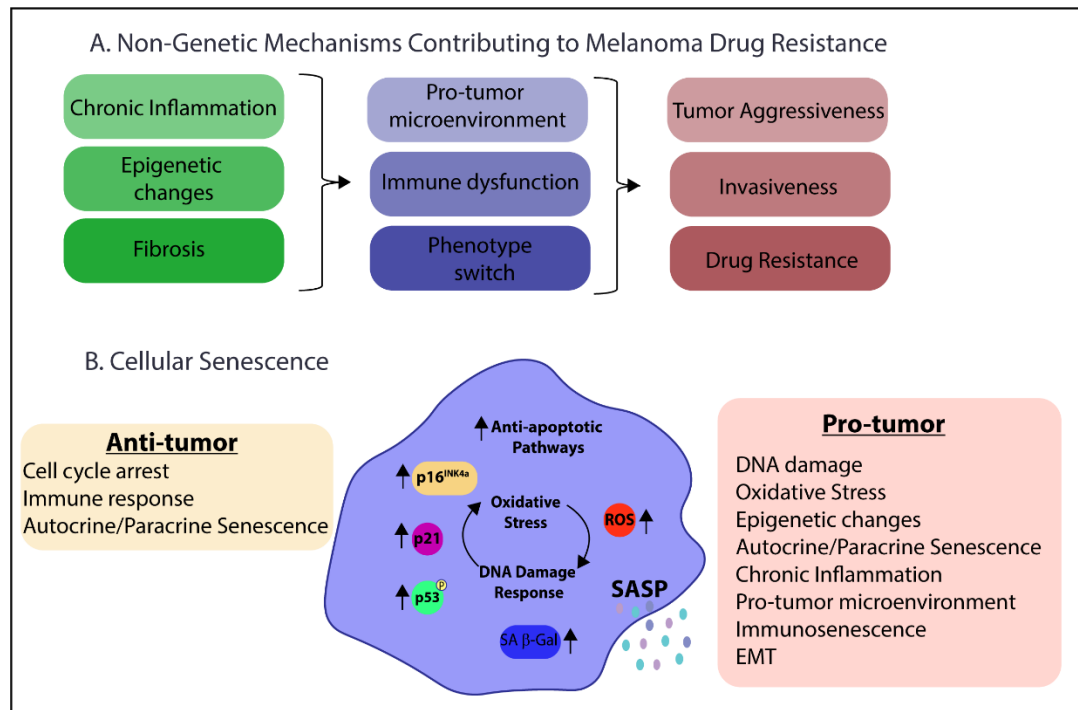 A. Non-Genetic Mechanisms Contributing to Melanoma Drug Resistance
Chronic Inflammation
Epigenetic
changes
Fibrosis
Pro-tumor
microenvironment
Immune dysfunction
Phenotype
switch
Tumor Aggressiveness
Invasiveness
Drug Resistance
B. Cellular Senescence
Anti-tumor
Cell cycle arrest
Immune response
Autocrine/Paracrine Senescence
Anti-apoptotic
Pathways
p16INK4a
p21
p53
P
Oxidative
Stress
DNA Damage
Response
ROS
SASP
SA β-Gal
Pro-tumor
DNA damage
Oxidative Stress
Epigenetic changes
Autocrine/Paracrine Senescence
Chronic Inflammation
Pro-tumor microenvironment
Immunosenescence
EMT